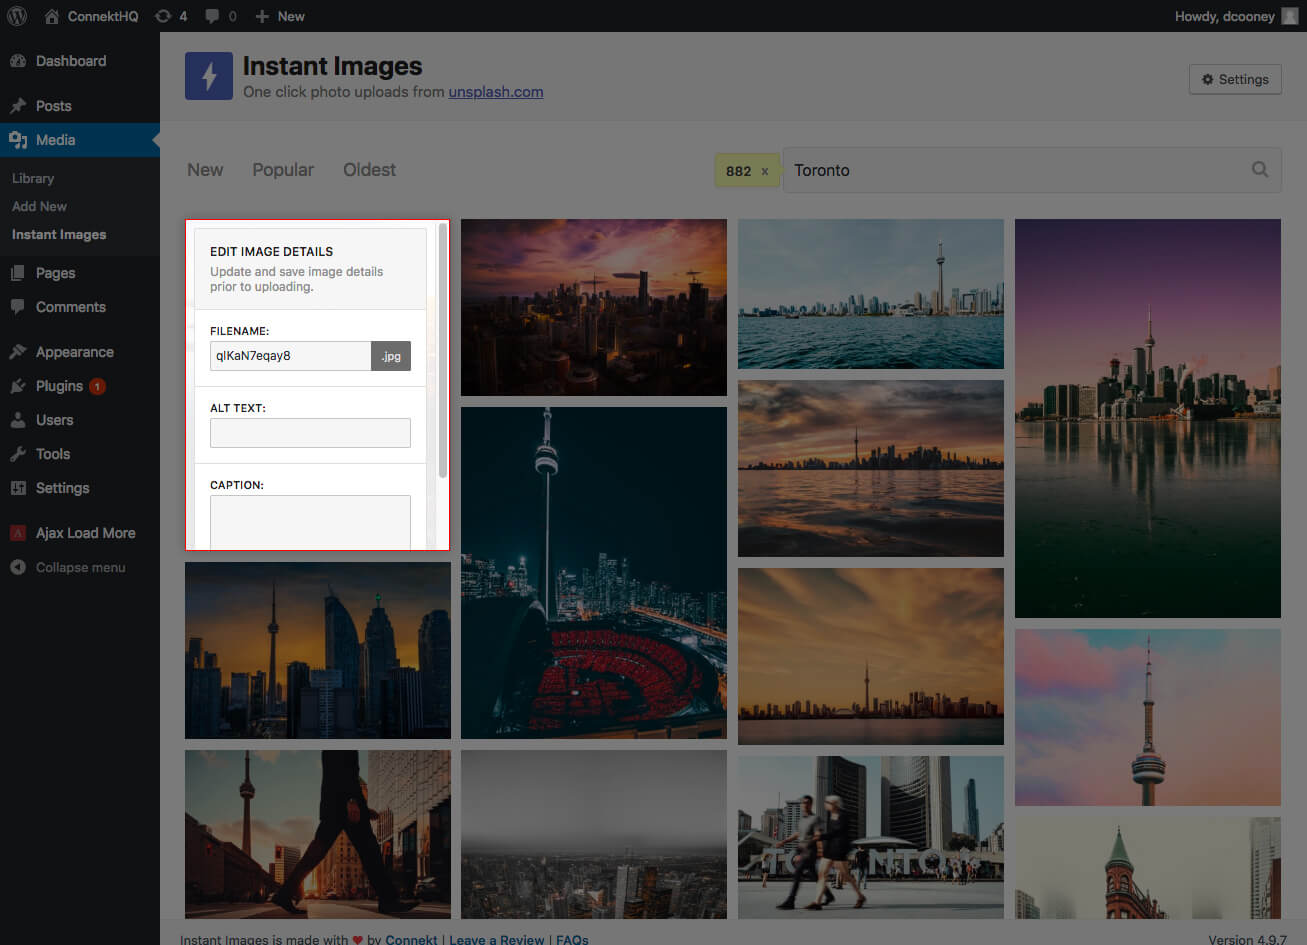 ConnektHQ 4 0 New Howdy, dcooney
Dashboard
Posts
Media
Library
Add New
Instant Images
Pages
Comments
Appearance
Plugins 1
Users
Tools
Settings
Ajax Load More
Collapse menu
Instant Images
One click photo uploads from unsplash.com
Settings
New Popular Oldest
882 x Toronto
EDIT IMAGE DETAILS
Update and save image details
prior to uploading.
FILENAME:
qIKaN7eqay8 .jpg
ALT TEXT:
CAPTION:
Instant Images is made with ♥ by Connekt | Leave a Review | FAQs
Version 4.9.7